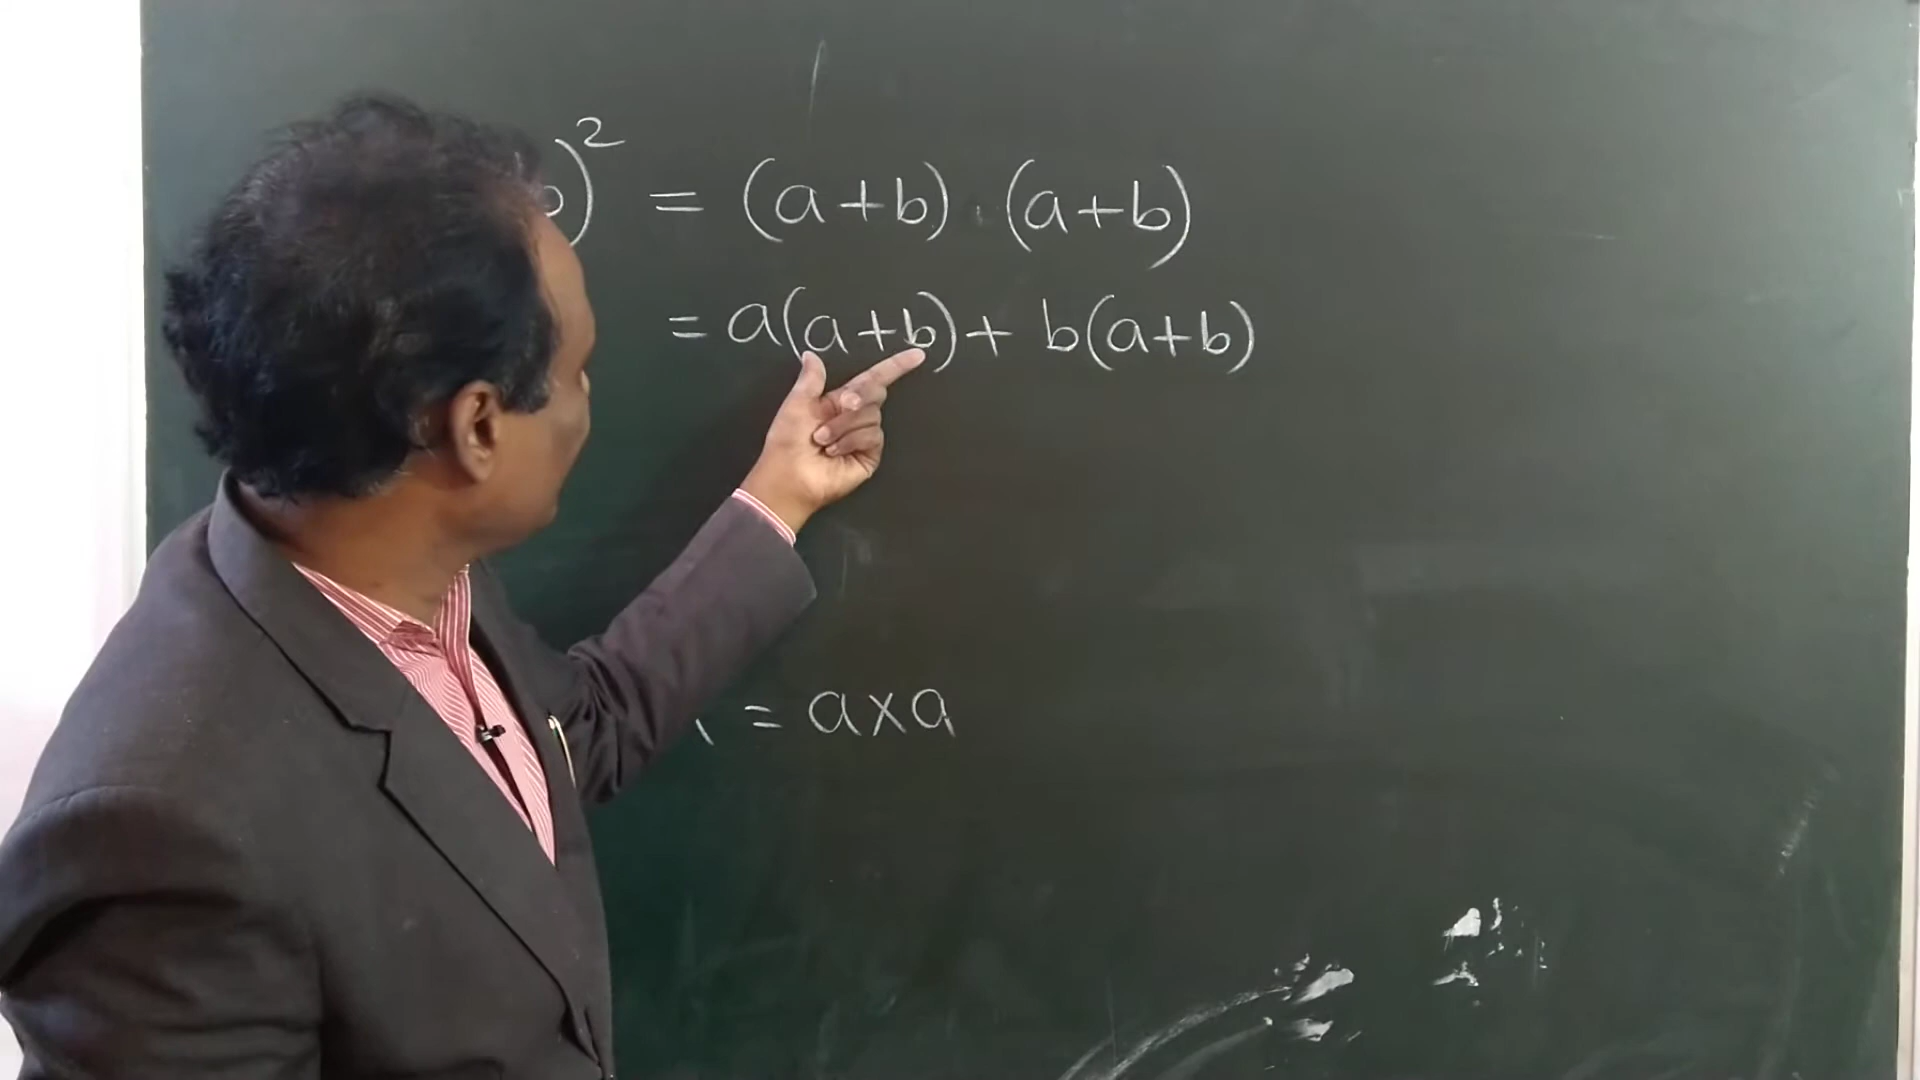 b)² = (a+b) . (a+b)
= a(a+b) + b(a+b)
= a×a